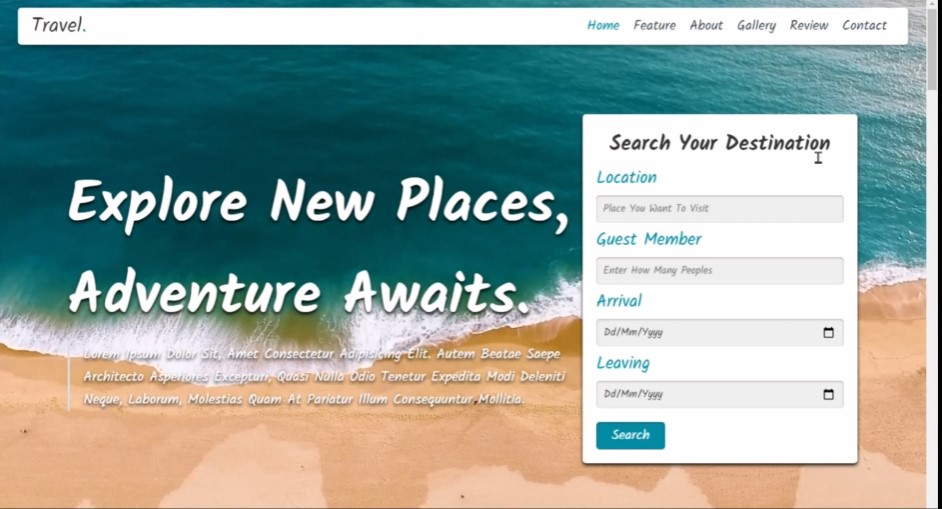 Travel.
Home Feature About Gallery Review Contact
Search Your Destination
Location
Place You Want To Visit
Guest Member
Enter How Many Peoples
Arrival
Dd/Mm/Yyyy
Leaving
Dd/Mm/Yyyy
Search
Explore New Places,
Adventure Awaits.
Lorem Ipsum Dolor Sit, Amet Consectetur Adipisicing Elit. Autem Beatae Saepe
Architecto Asperiores Excepturi, Quasi Nulla Odio Tenetur Expedita Modi Deleniti
Neque, Laborum, Molestias Quam At Pariatur Illum Consequuntur Mollitia.